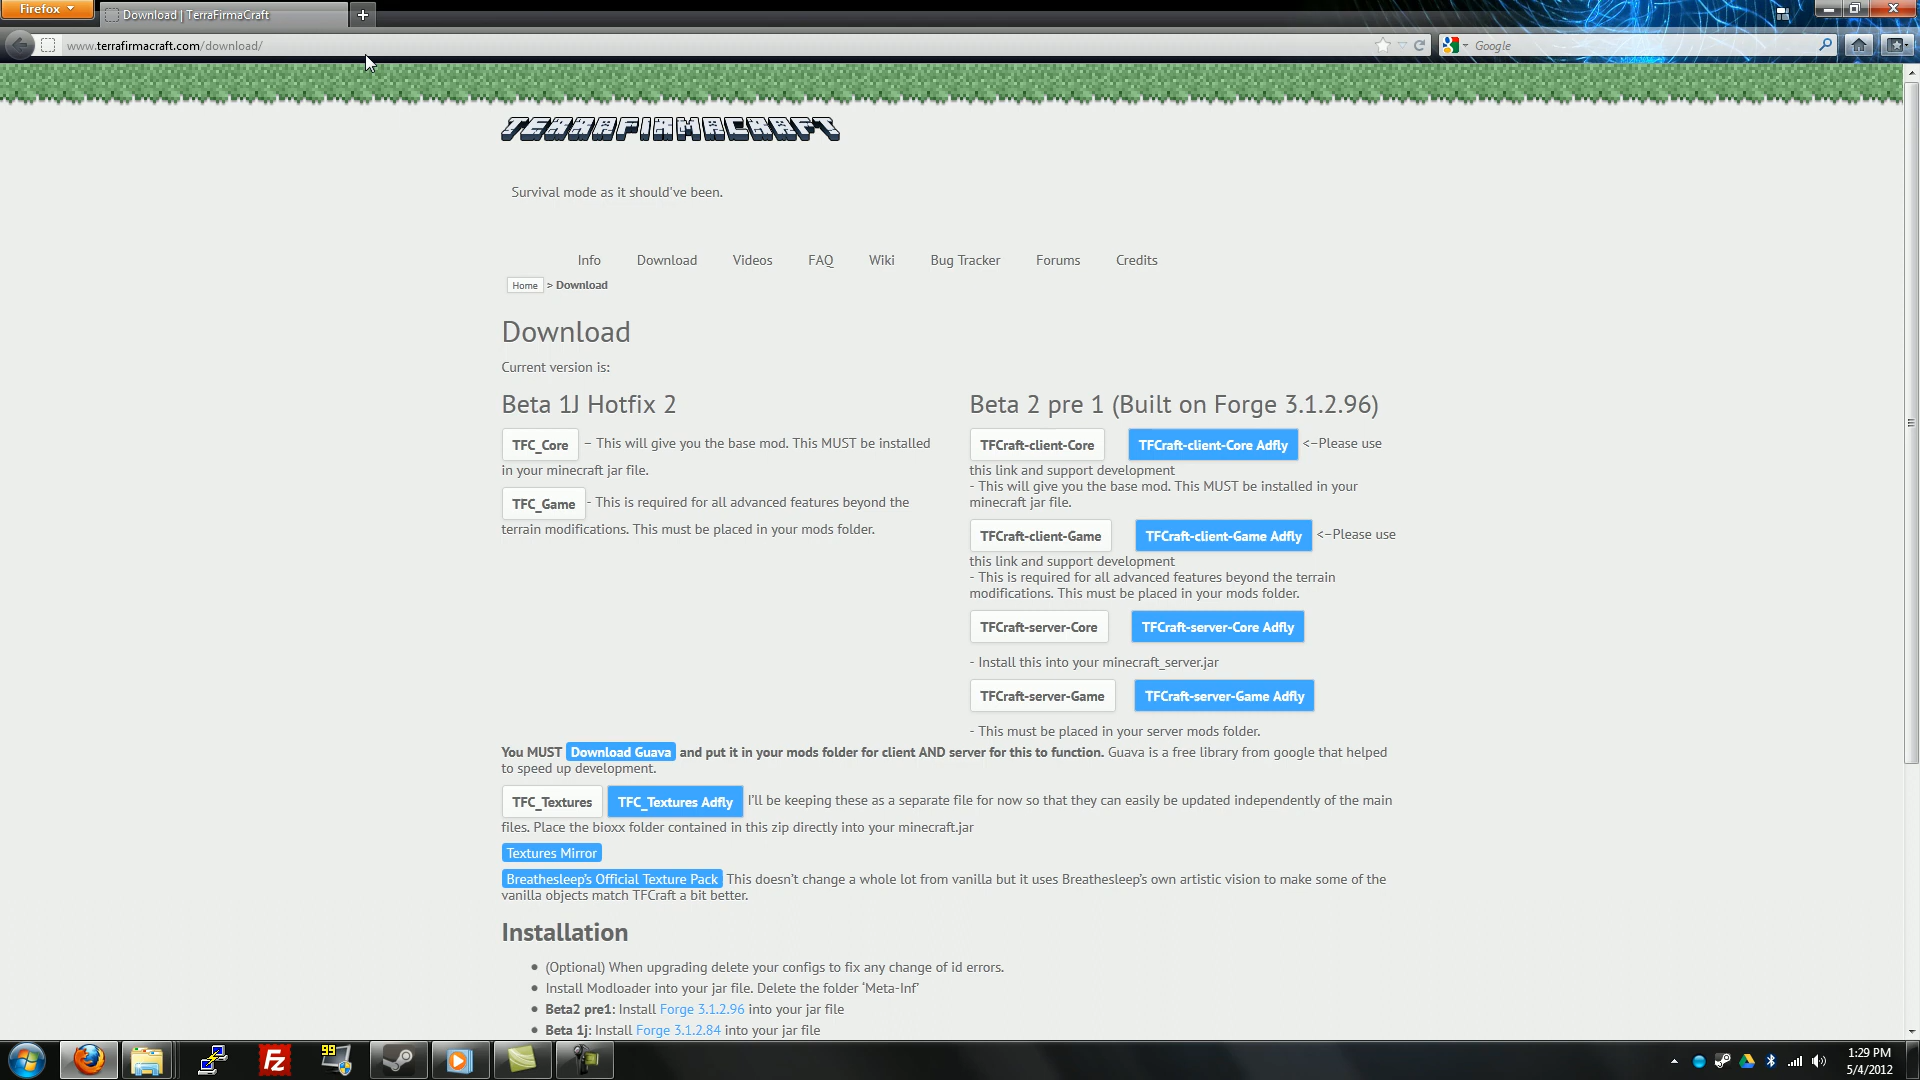 Firefox
Download | TerraFirmaCraft
www.terrafirmacraft.com/download/
Google
TERRAFIRMACRAFT
Survival mode as it should've been.
Info Download Videos FAQ Wiki Bug Tracker Forums Credits
Home > Download
Download
Current version is:
Beta 1J Hotfix 2
TFC_Core – This will give you the base mod. This MUST be installed
in your minecraft jar file.
TFC_Game - This is required for all advanced features beyond the
terrain modifications. This must be placed in your mods folder.
Beta 2 pre 1 (Built on Forge 3.1.2.96)
TFCraft-client-Core TFCraft-client-Core Adfly <–Please use
this link and support development
- This will give you the base mod. This MUST be installed in your
minecraft jar file.
TFCraft-client-Game TFCraft-client-Game Adfly <–Please use
this link and support development
- This is required for all advanced features beyond the terrain
modifications. This must be placed in your mods folder.
TFCraft-server-Core TFCraft-server-Core Adfly
- Install this into your minecraft_server.jar
TFCraft-server-Game TFCraft-server-Game Adfly
- This must be placed in your server mods folder.
You MUST Download Guava and put it in your mods folder for client AND server for this to function. Guava is a free library from google that helped
to speed up development.
TFC_Textures TFC_Textures Adfly I'll be keeping these as a separate file for now so that they can easily be updated independently of the main
files. Place the bioxx folder contained in this zip directly into your minecraft.jar
Textures Mirror
Breathesleep's Official Texture Pack This doesn't change a whole lot from vanilla but it uses Breathesleep's own artistic vision to make some of the
vanilla objects match TFCraft a bit better.
Installation
• (Optional) When upgrading delete your configs to fix any change of id errors.
• Install Modloader into your jar file. Delete the folder 'Meta-Inf'
• Beta2 pre1: Install Forge 3.1.2.96 into your jar file
• Beta 1j: Install Forge 3.1.2.84 into your jar file
Fz
99
1:29 PM
5/4/2012